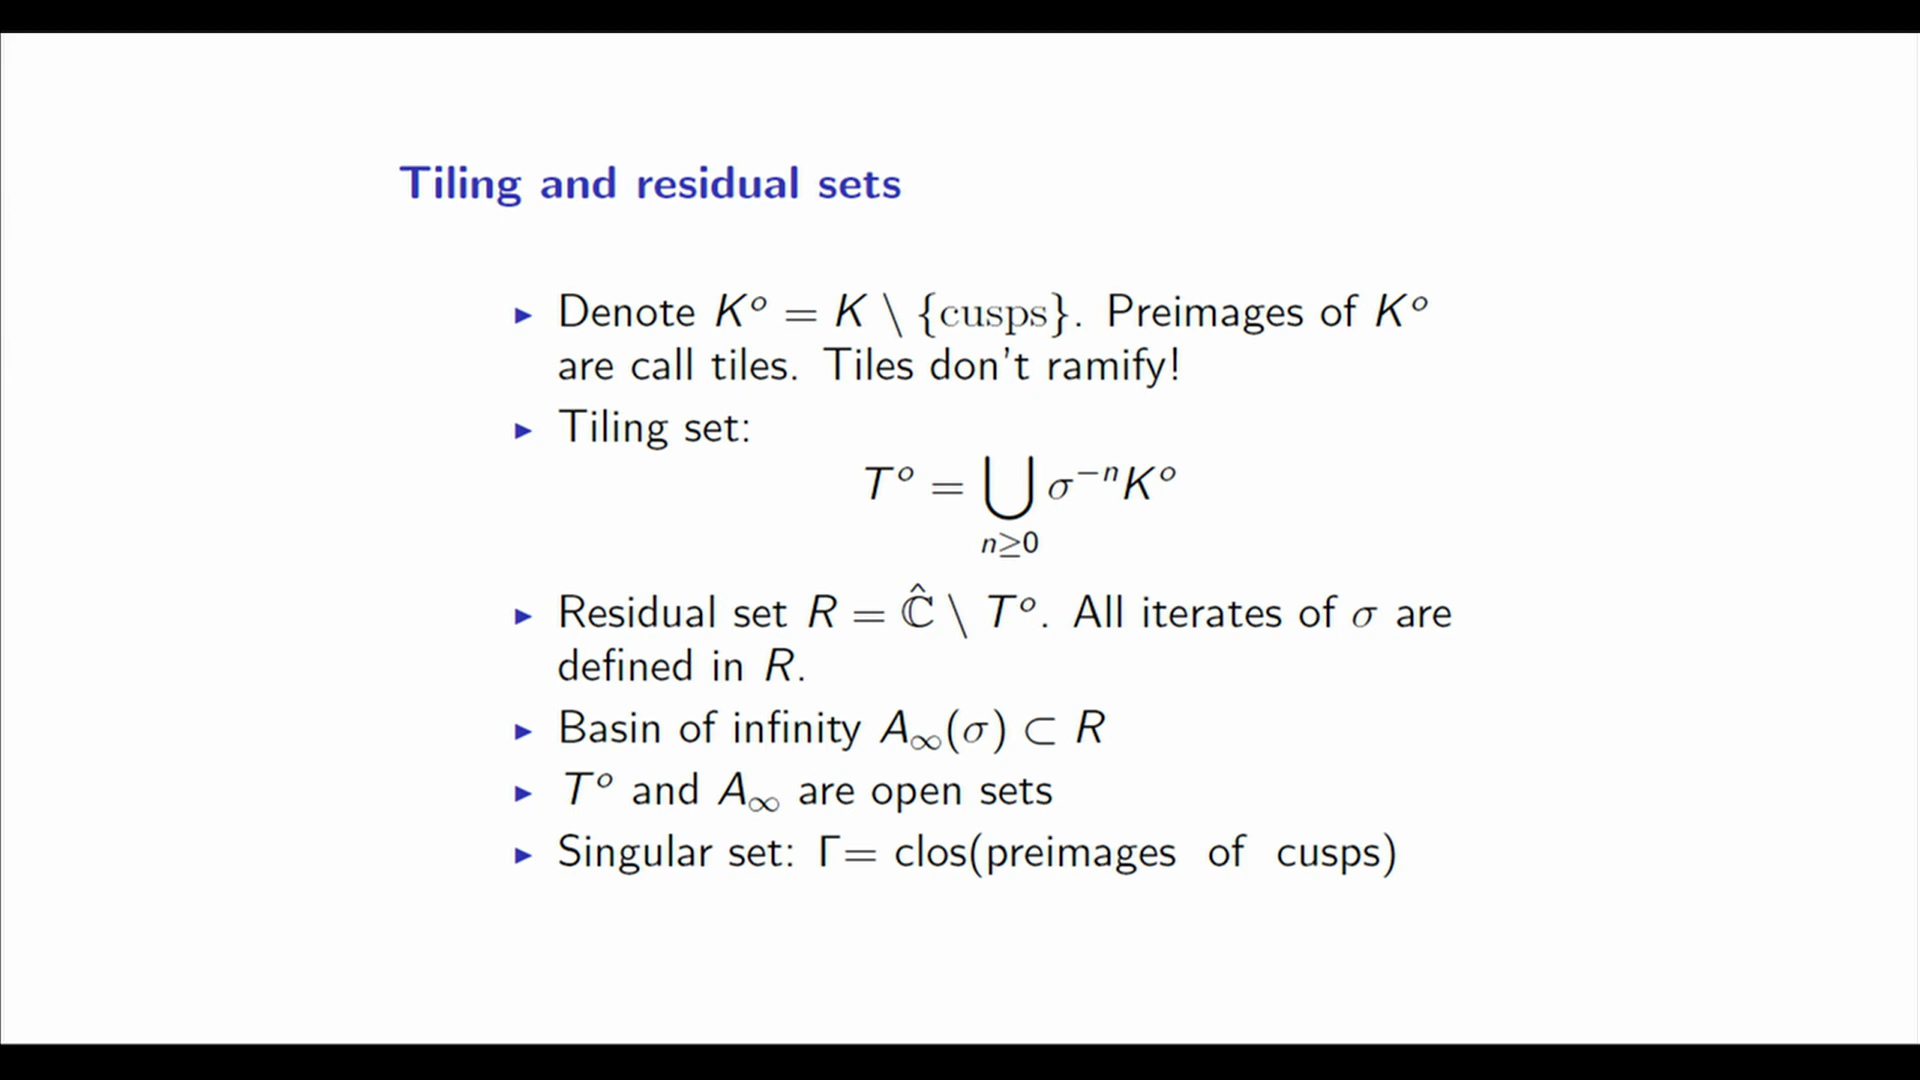 Tiling and residual sets
▶ Denote K° = K \ {cusps}. Preimages of K°
are call tiles. Tiles don't ramify!
▶ Tiling set:
T° = ⋃ σ⁻ⁿK°
n≥0
▶ Residual set R = Ĉ \ T°. All iterates of σ are
defined in R.
▶ Basin of infinity A∞(σ) ⊂ R
▶ T° and A∞ are open sets
▶ Singular set: Γ= clos(preimages of cusps)